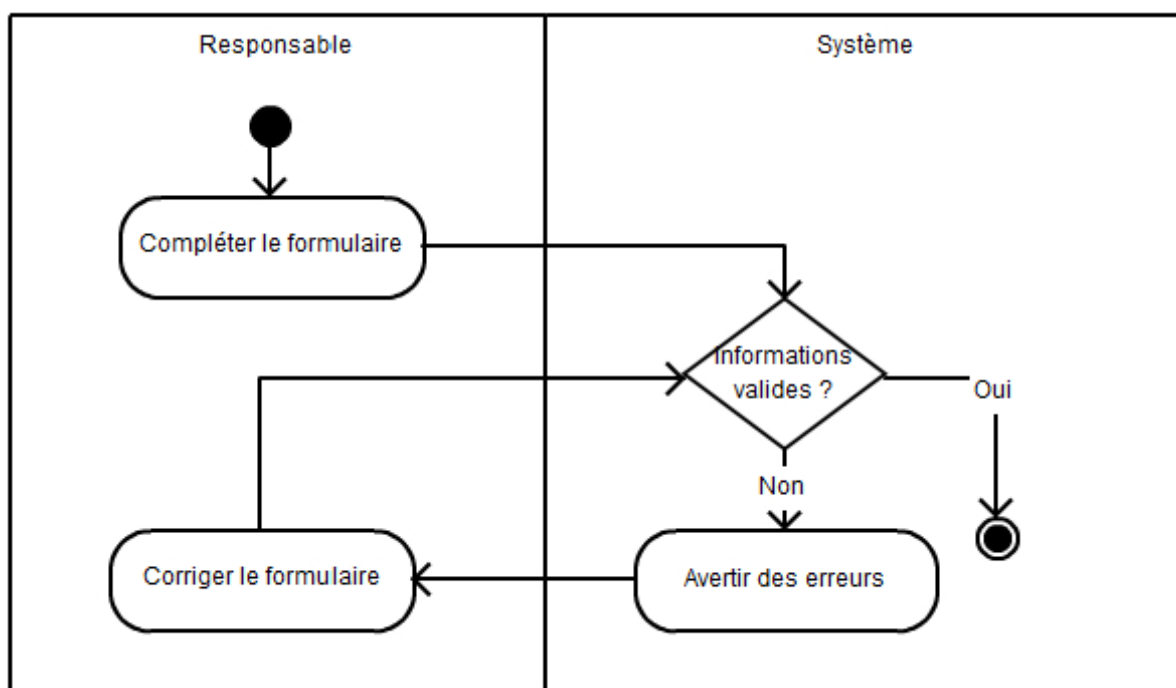 Responsable
Système
Compléter le formulaire
Informations
valides ?
Oui
Non
Corriger le formulaire
Avertir des erreurs